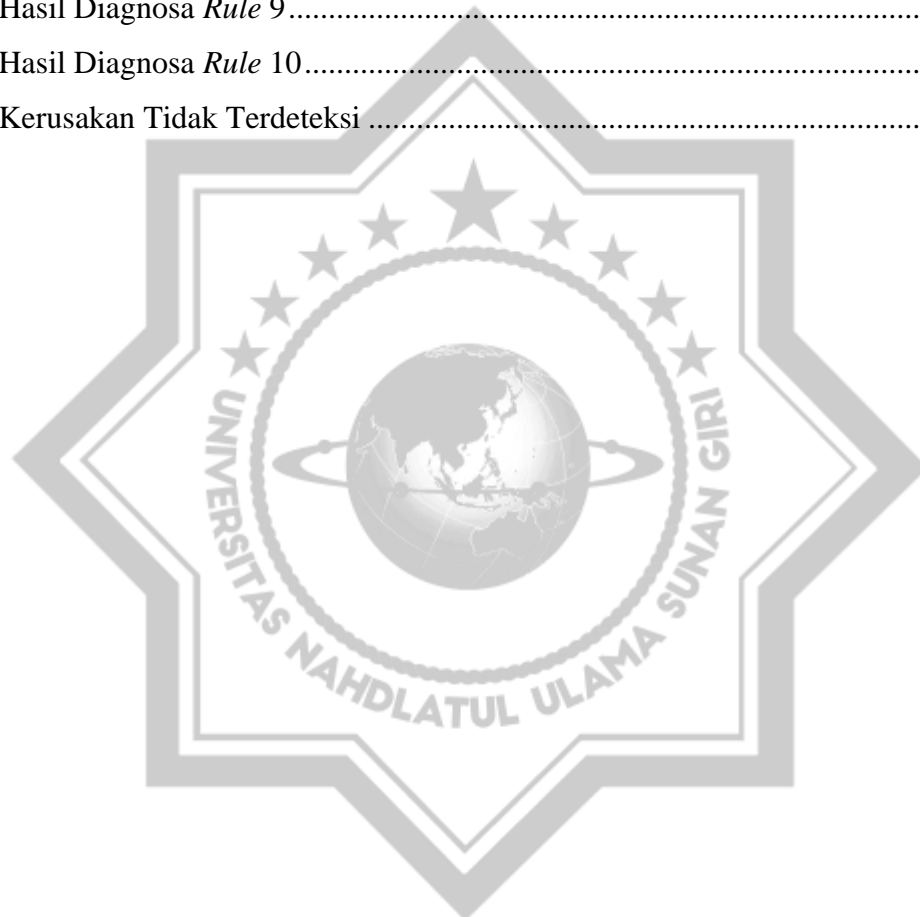 Hasil Diagnosa Rule 9........................................................................
Hasil Diagnosa Rule 10......................................................................
Kerusakan Tidak Terdeteksi ..............................................................
UNIVERSITAS NAHDLATUL ULAMA SUNAN GIRI